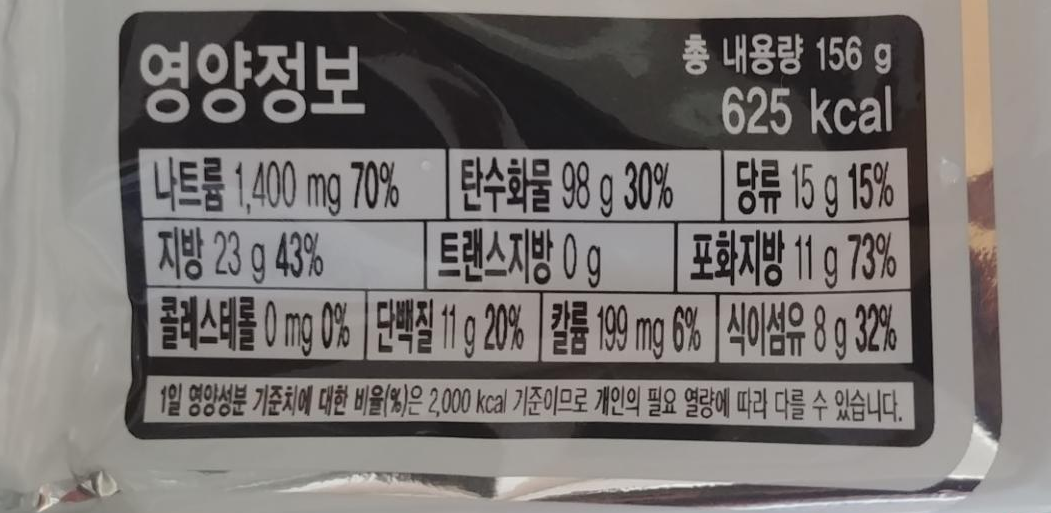 영양정보
총 내용량 156 g
625 kcal
나트륨 1,400 mg 70% 탄수화물 98 g 30% 당류 15 g 15%
지방 23 g 43% 트랜스지방 0 g 포화지방 11 g 73%
콜레스테롤 0 mg 0% 단백질 11 g 20% 칼륨 199 mg 6% 식이섬유 8 g 32%
1일 영양성분 기준치에 대한 비율(%)은 2,000 kcal 기준이므로 개인의 필요 열량에 따라 다를 수 있습니다.